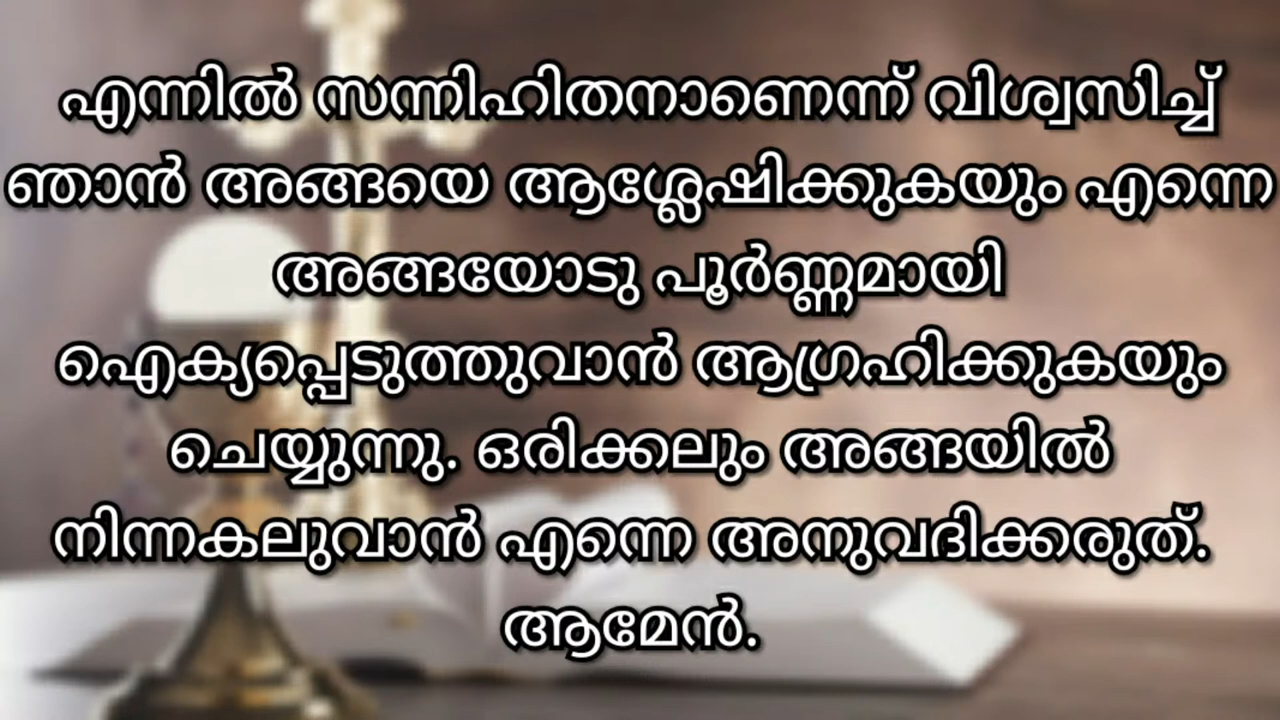 എന്നിൽ സന്നിഹിതനാണെന്ന് വിശ്വസിച്ച്
ഞാൻ അങ്ങയെ ആശ്ലേഷിക്കുകയും എന്നെ
അങ്ങയോടു പൂർണ്ണമായി
ഐക്യപ്പെടുത്തുവാൻ ആഗ്രഹിക്കുകയും
ചെയ്യുന്നു. ഒരിക്കലും അങ്ങയിൽ
നിന്നകലുവാൻ എന്നെ അനുവദിക്കരുത്.
ആമേൻ.